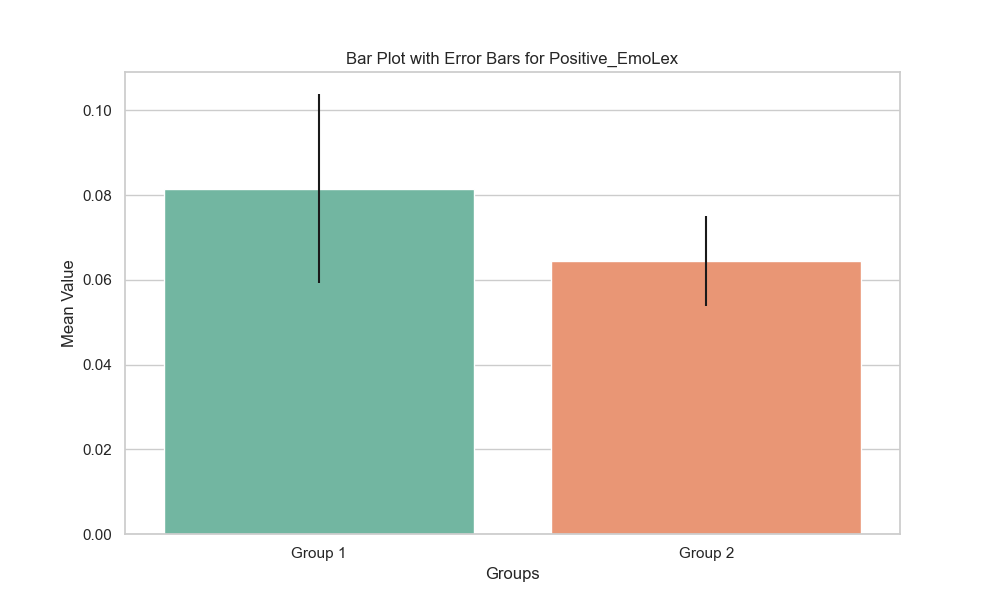 Bar Plot with Error Bars for Positive_EmoLex
Mean Value
0.10
0.08
0.06
0.04
0.02
0.00
Group 1
Group 2
Groups